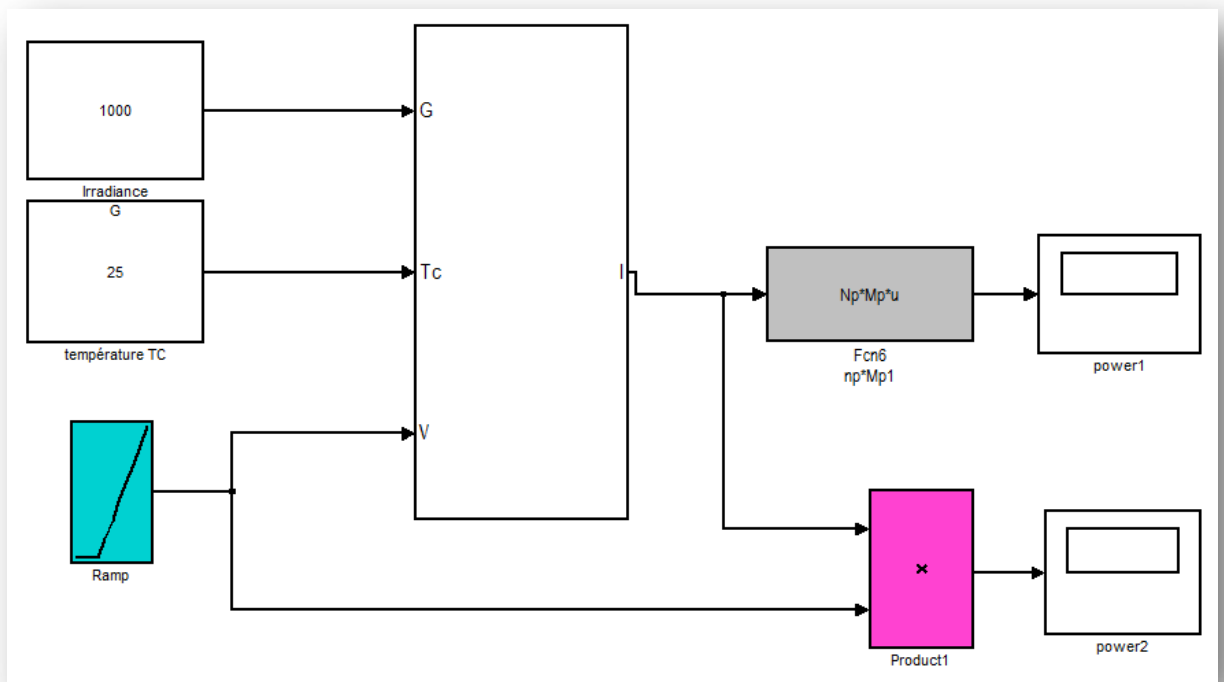 1000
Irradiance
G
25
température TC
Ramp
G
Tc
V
I
Np*Mp*u
Fcn6
np*Mp1
power1
×
Product1
power2